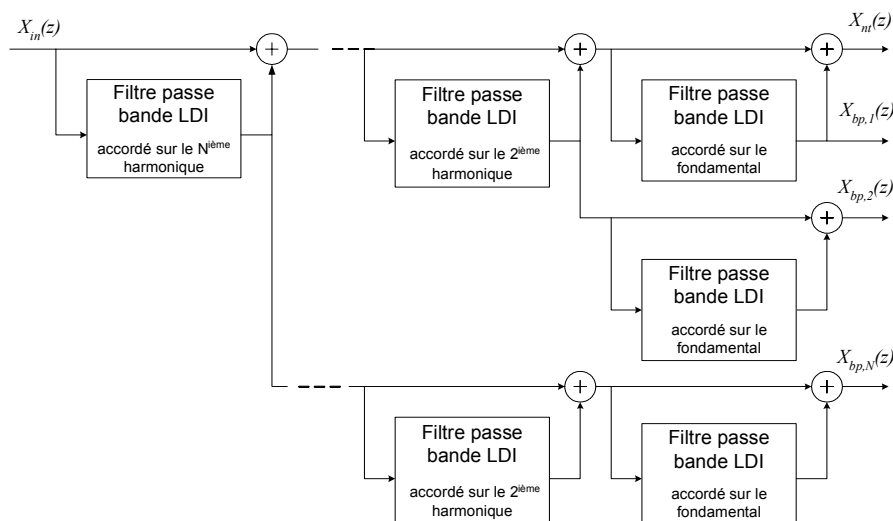 X_in(z)
X_nt(z)
+
+
+
Filtre passe
bande LDI
accordé sur le N^ième
harmonique
Filtre passe
bande LDI
accordé sur le 2^ième
harmonique
Filtre passe
bande LDI
accordé sur le
fondamental
X_bp,1(z)
X_bp,2(z)
+
Filtre passe
bande LDI
accordé sur le
fondamental
X_bp,N(z)
+
+
Filtre passe
bande LDI
accordé sur le 2^ième
harmonique
Filtre passe
bande LDI
accordé sur le
fondamental